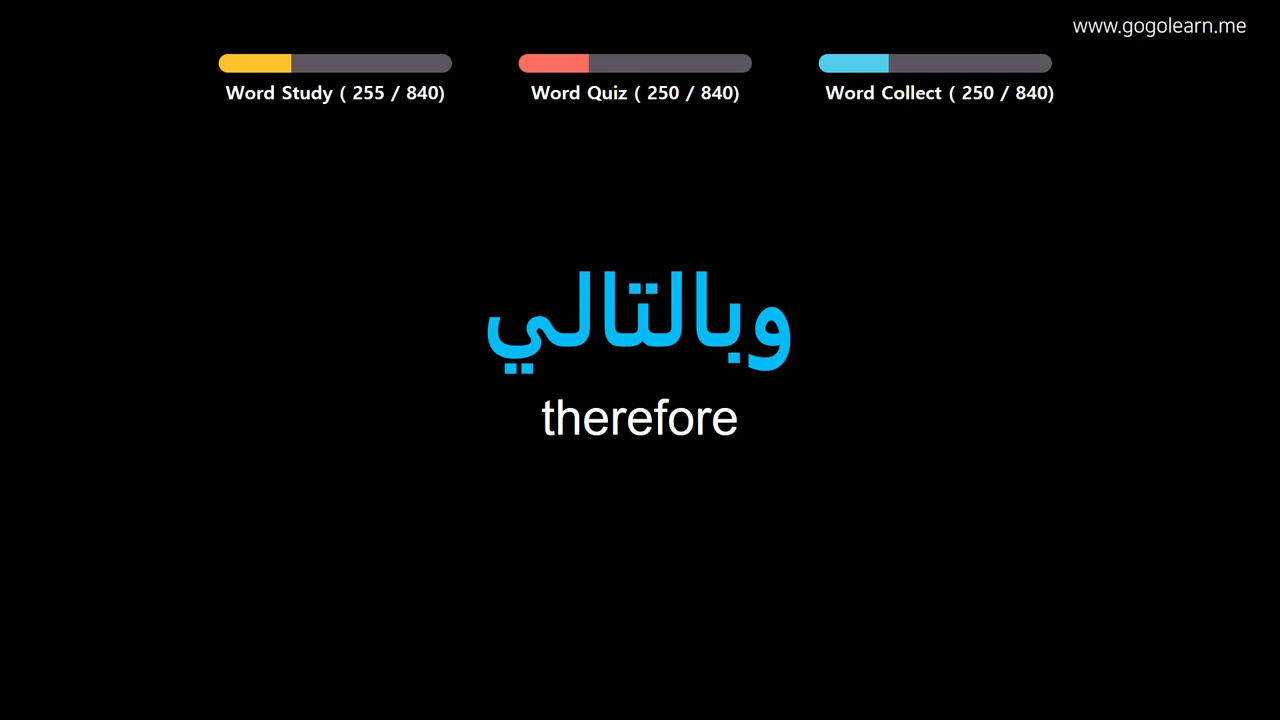 www.gogolearn.me
Word Study ( 255 / 840)
Word Quiz ( 250 / 840)
Word Collect ( 250 / 840)
وبالتالي
therefore